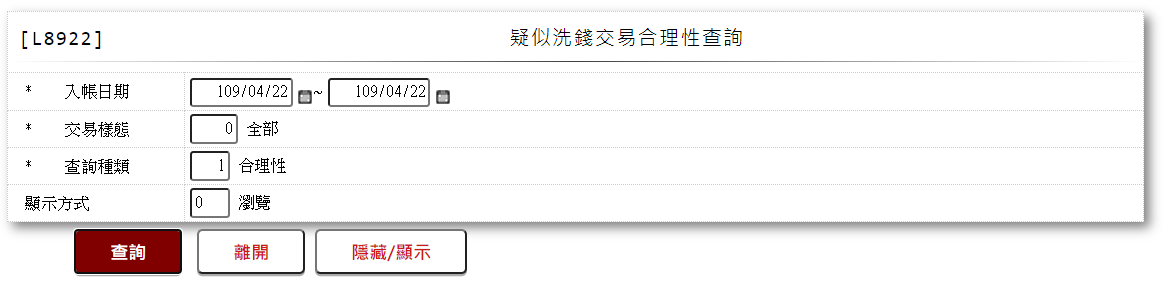 [L8922] 疑似洗錢交易合理性查詢
* 入帳日期 109/04/22 ~ 109/04/22
* 交易樣態 0 全部
* 查詢種類 1 合理性
顯示方式 0 瀏覽
查詢 離開 隱藏/顯示